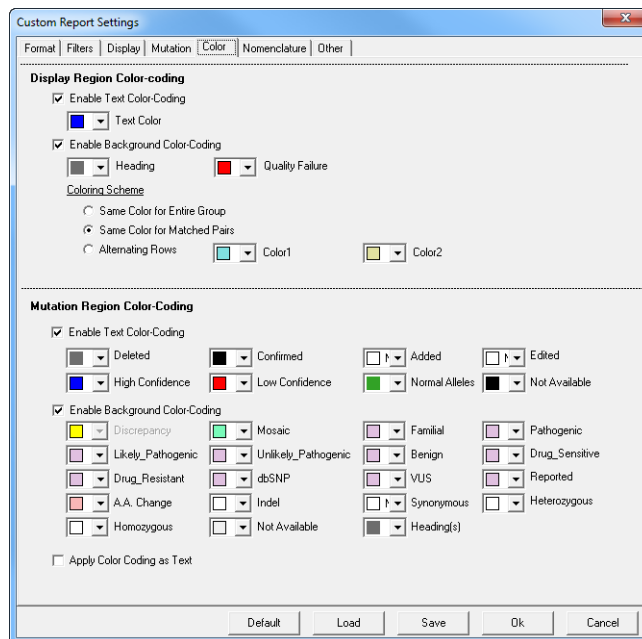 Custom Report Settings
Format Filters Display Mutation Color Nomenclature Other
Display Region Color-coding
Enable Text Color-Coding
Text Color
Enable Background Color-Coding
Heading Quality Failure
Coloring Scheme
Same Color for Entire Group
Same Color for Matched Pairs
Alternating Rows Color1 Color2
Mutation Region Color-Coding
Enable Text Color-Coding
Deleted Confirmed Added Edited
High Confidence Low Confidence Normal Alleles Not Available
Enable Background Color-Coding
Discrepancy Mosaic Familial Pathogenic
Likely_Pathogenic Unlikely_Pathogenic Benign Drug_Sensitive
Drug_Resistant dbSNP VUS Reported
A.A. Change Indel Synonymous Heterozygous
Homozygous Not Available Heading(s)
Apply Color Coding as Text
Default Load Save Ok Cancel